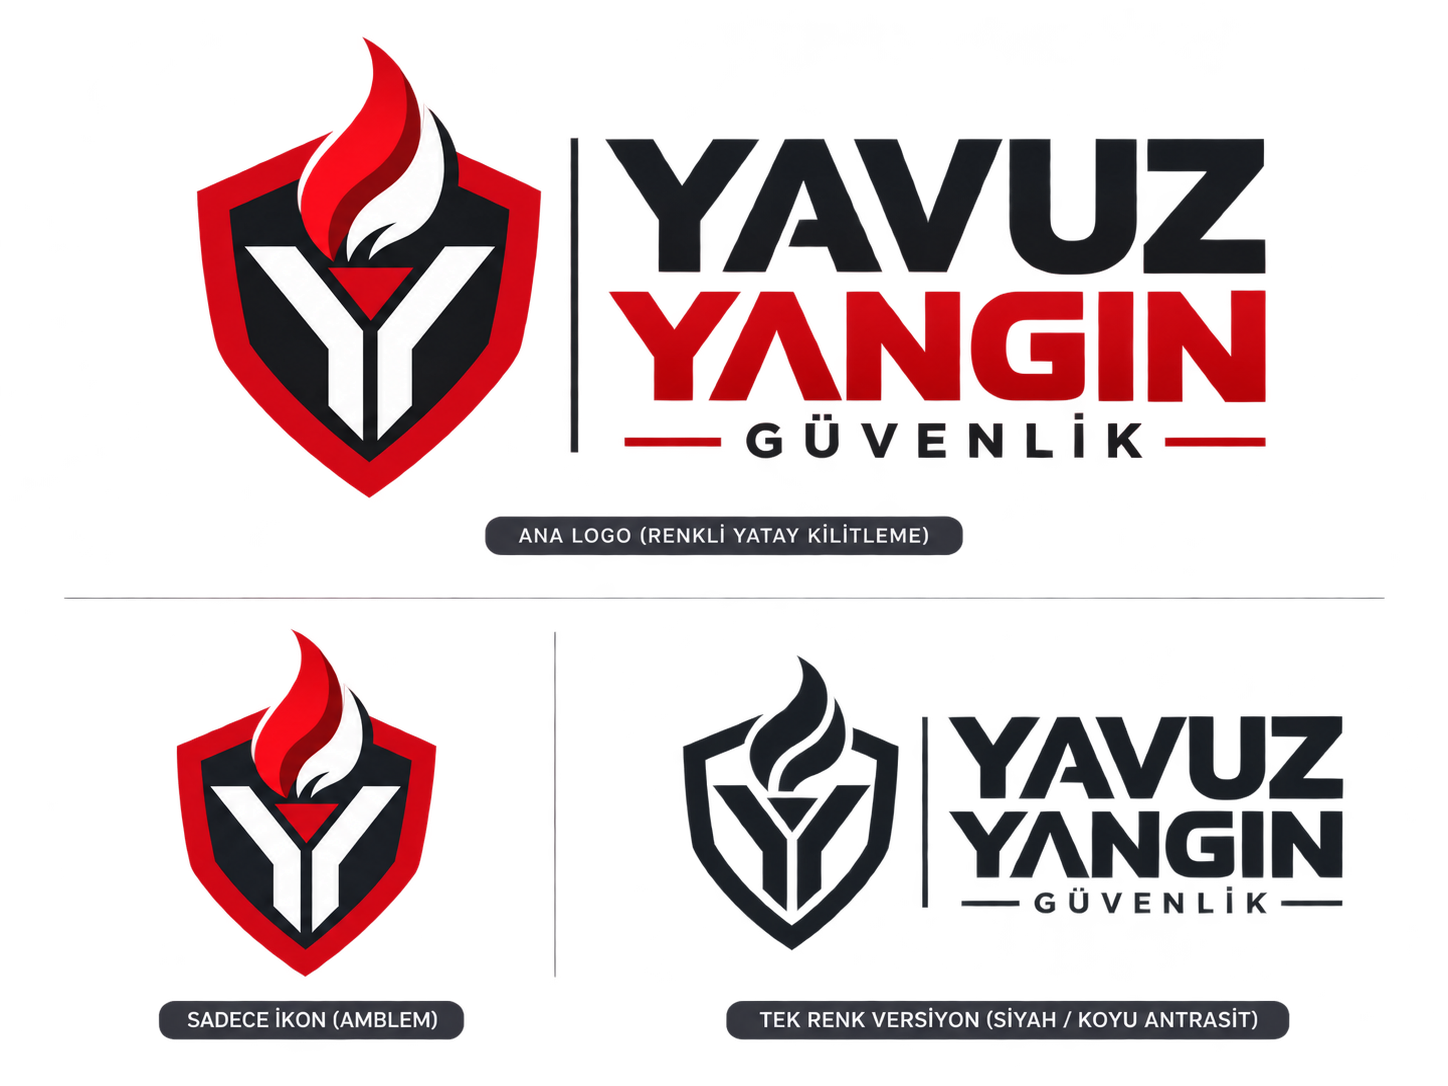 YAVUZ
YANGIN
GÜVENLİK
ANA LOGO (RENKLİ YATAY KİLİTLEME)
YAVUZ
YANGIN
GÜVENLİK
SADECE İKON (AMBLEM)
TEK RENK VERSİYON (SİYAH / KOYU ANTRASİT)